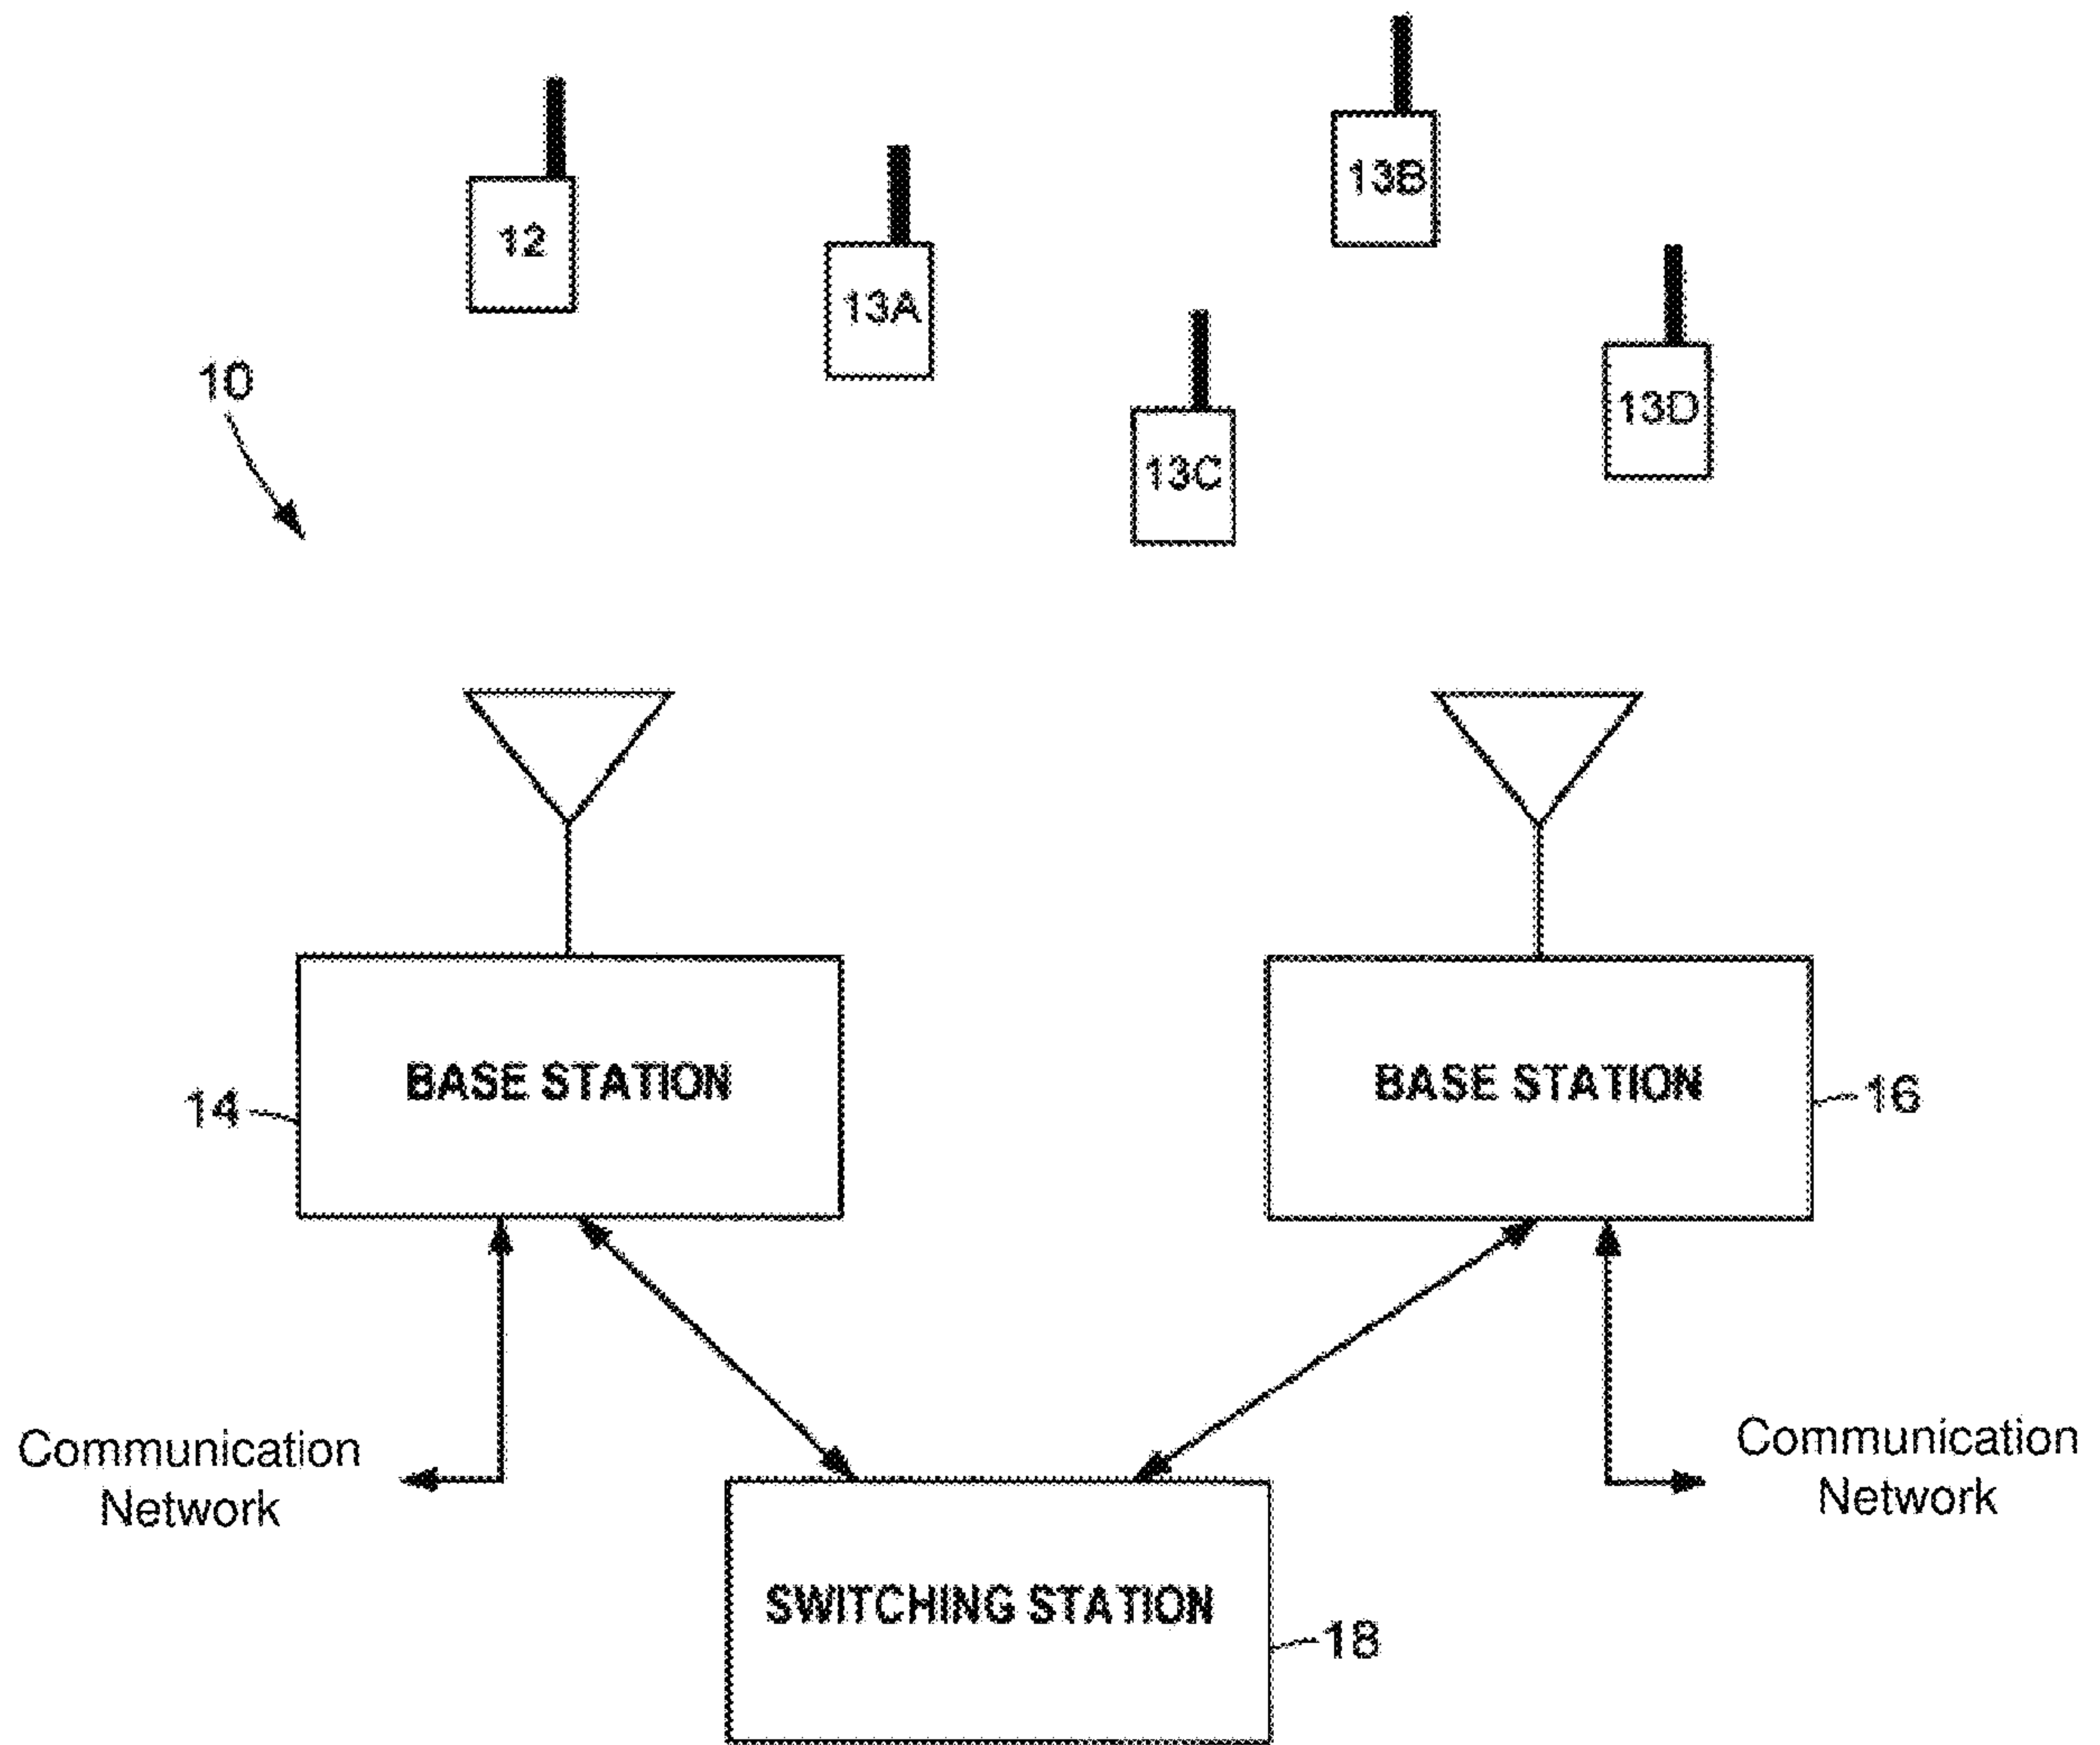 13B
12
13A
10
13D
13C
BASE STATION
BASE STATION
14
16
Communication
Network
Communication
Network
SWITCHING STATION
18